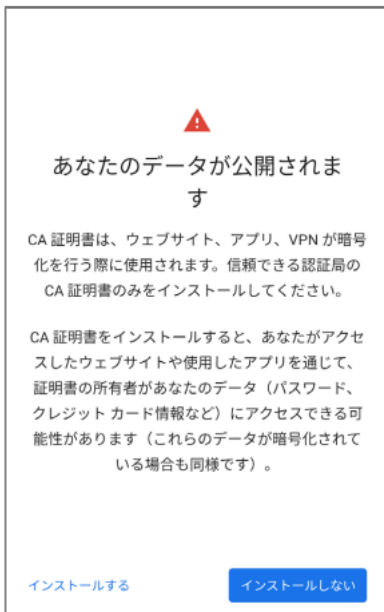 あなたのデータが公開されま
す
CA 証明書は、ウェブサイト、アプリ、VPN が暗号
化を行う際に使用されます。信頼できる認証局の
CA 証明書のみをインストールしてください。
CA 証明書をインストールすると、あなたがアクセ
スしたウェブサイトや使用したアプリを通じて、
証明書の所有者があなたのデータ（パスワード、
クレジット カード情報など）にアクセスできる可
能性があります（これらのデータが暗号化されて
いる場合も同様です）。
インストールする
インストールしない